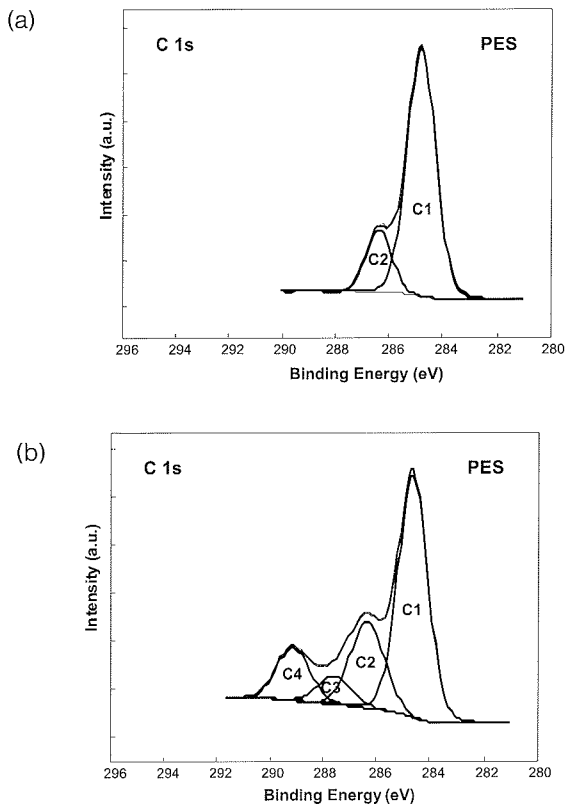 (a)
C 1s PES
Intensity (a.u.)
C1
C2
296 294 292 290 288 286 284 282 280
Binding Energy (eV)
(b)
C 1s PES
Intensity (a.u.)
C1
C2
C4
C3
296 294 292 290 288 286 284 282 280
Binding Energy (eV)